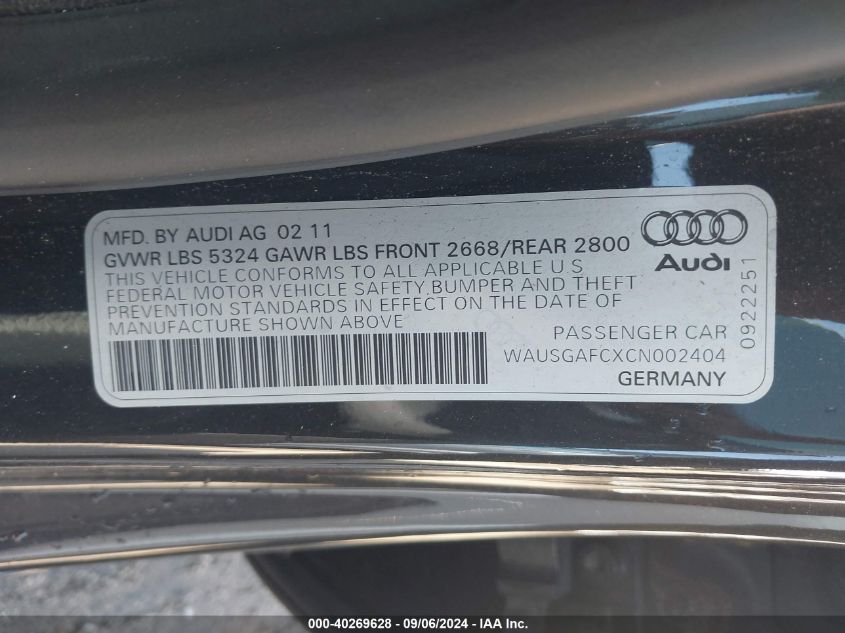 MFD. BY AUDI AG 02 11
GVWR LBS 5324 GAWR LBS FRONT 2668/REAR 2800
THIS VEHICLE CONFORMS TO ALL APPLICABLE U S
FEDERAL MOTOR VEHICLE SAFETY,BUMPER AND THEFT
PREVENTION STANDARDS IN EFFECT ON THE DATE OF
MANUFACTURE SHOWN ABOVE
Audi
0922251
PASSENGER CAR
WAUSGAFCXCN002404
GERMANY
000-40269628 - 09/06/2024 - IAA Inc.